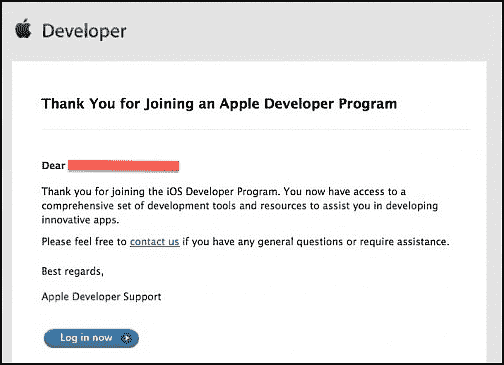 Developer
Thank You for Joining an Apple Developer Program
Dear
Thank you for joining the iOS Developer Program. You now have access to a
comprehensive set of development tools and resources to assist you in developing
innovative apps.
Please feel free to contact us if you have any general questions or require assistance.
Best regards,
Apple Developer Support
Log in now